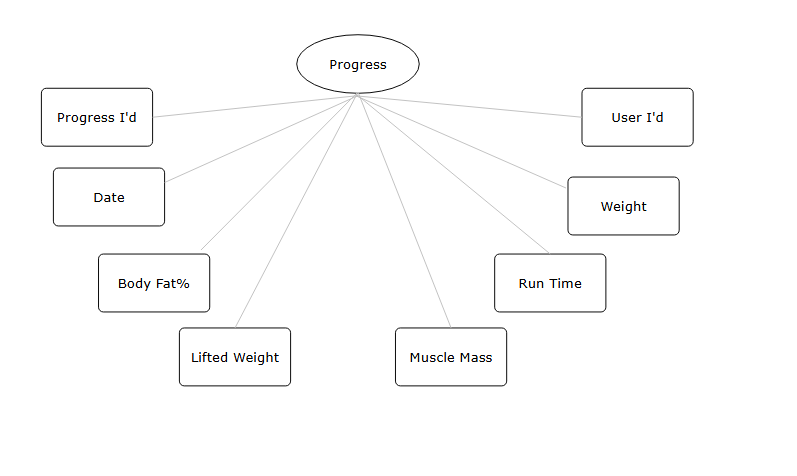 Progress
Progress I'd
User I'd
Date
Weight
Body Fat%
Run Time
Lifted Weight
Muscle Mass